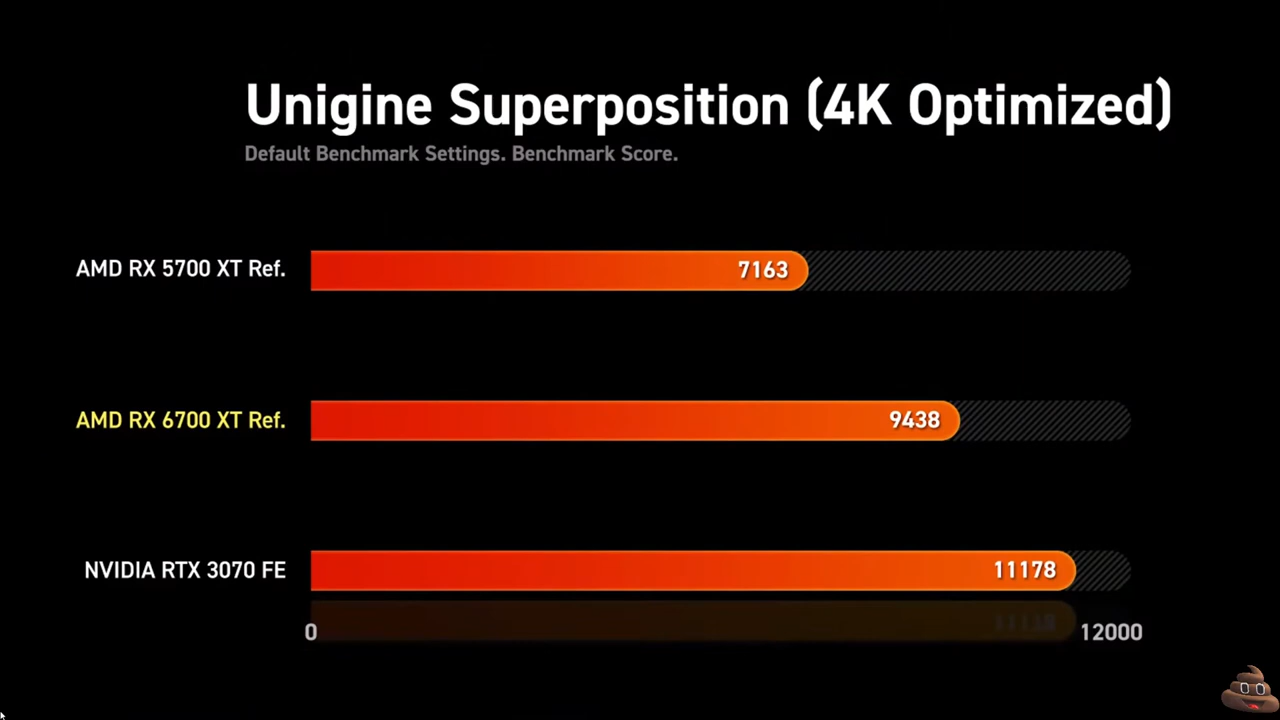 Unigine Superposition (4K Optimized)
Default Benchmark Settings. Benchmark Score.
AMD RX 5700 XT Ref.
7163
AMD RX 6700 XT Ref.
9438
NVIDIA RTX 3070 FE
11178
0
12000